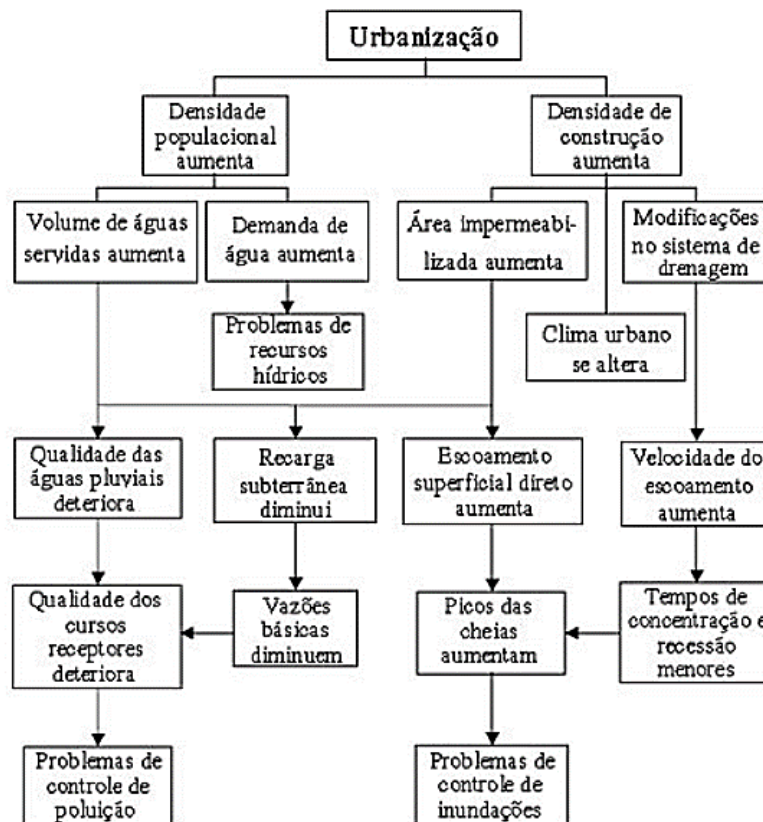 Urbanização
Densidade
populacional
aumenta
Densidade de
construção
aumenta
Volume de águas
servidas aumenta
Demanda de
água aumenta
Área impermeabi-
lizada aumenta
Modificações
no sistema de
drenagem
Problemas de
recursos
hídricos
Clima urbano
se altera
Qualidade das
águas pluviais
deteriora
Recarga
subterrânea
diminui
Escoamento
superficial direto
aumenta
Velocidade do
escoamento
aumenta
Qualidade dos
cursos
receptores
deteriora
Vazões
básicas
diminuem
Picos das
cheias
aumentam
Tempos de
concentração e
recessão
menores
Problemas de
controle de
poluição
Problemas de
controle de
inundações